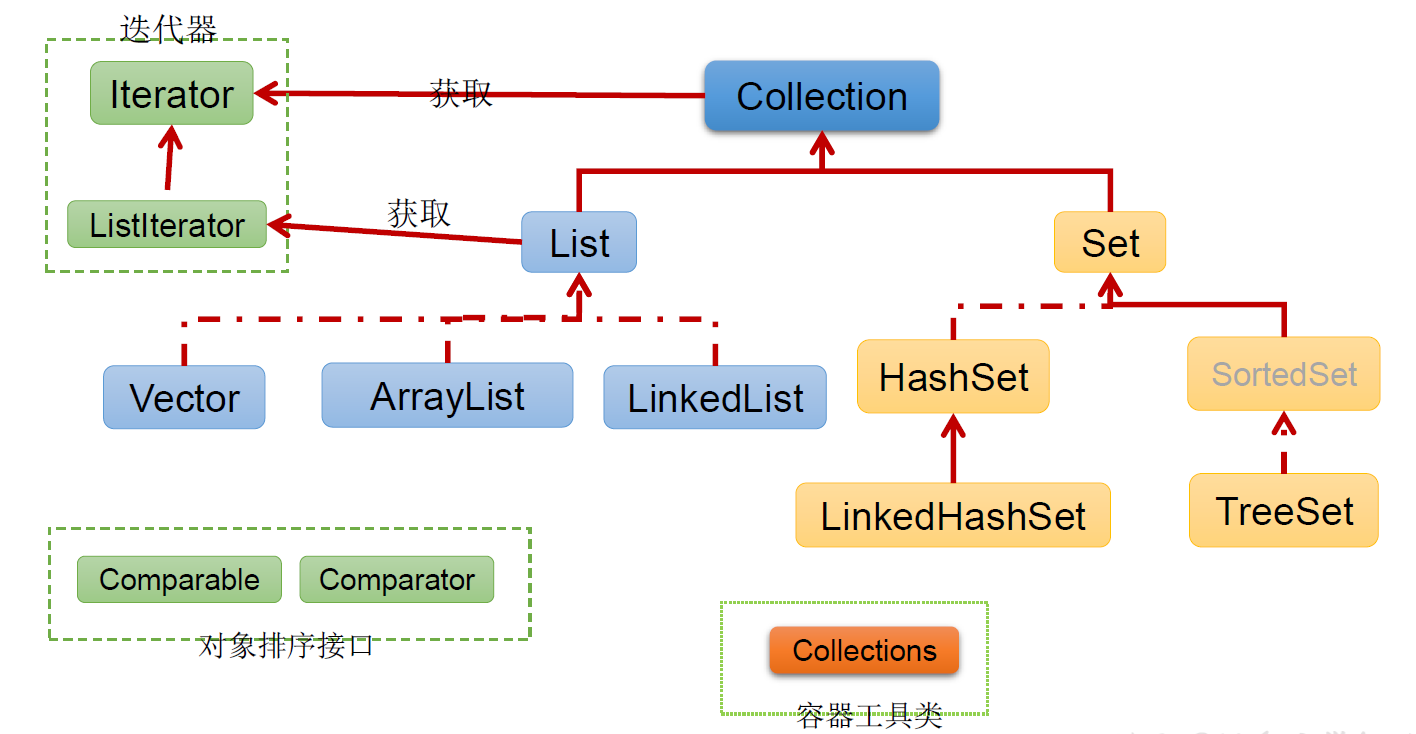 迭代器
Iterator
获取
Collection
ListIterator
获取
List
Set
Vector
ArrayList
LinkedList
HashSet
SortedSet
LinkedHashSet
TreeSet
Comparable
Comparator
对象排序接口
Collections
容器工具类